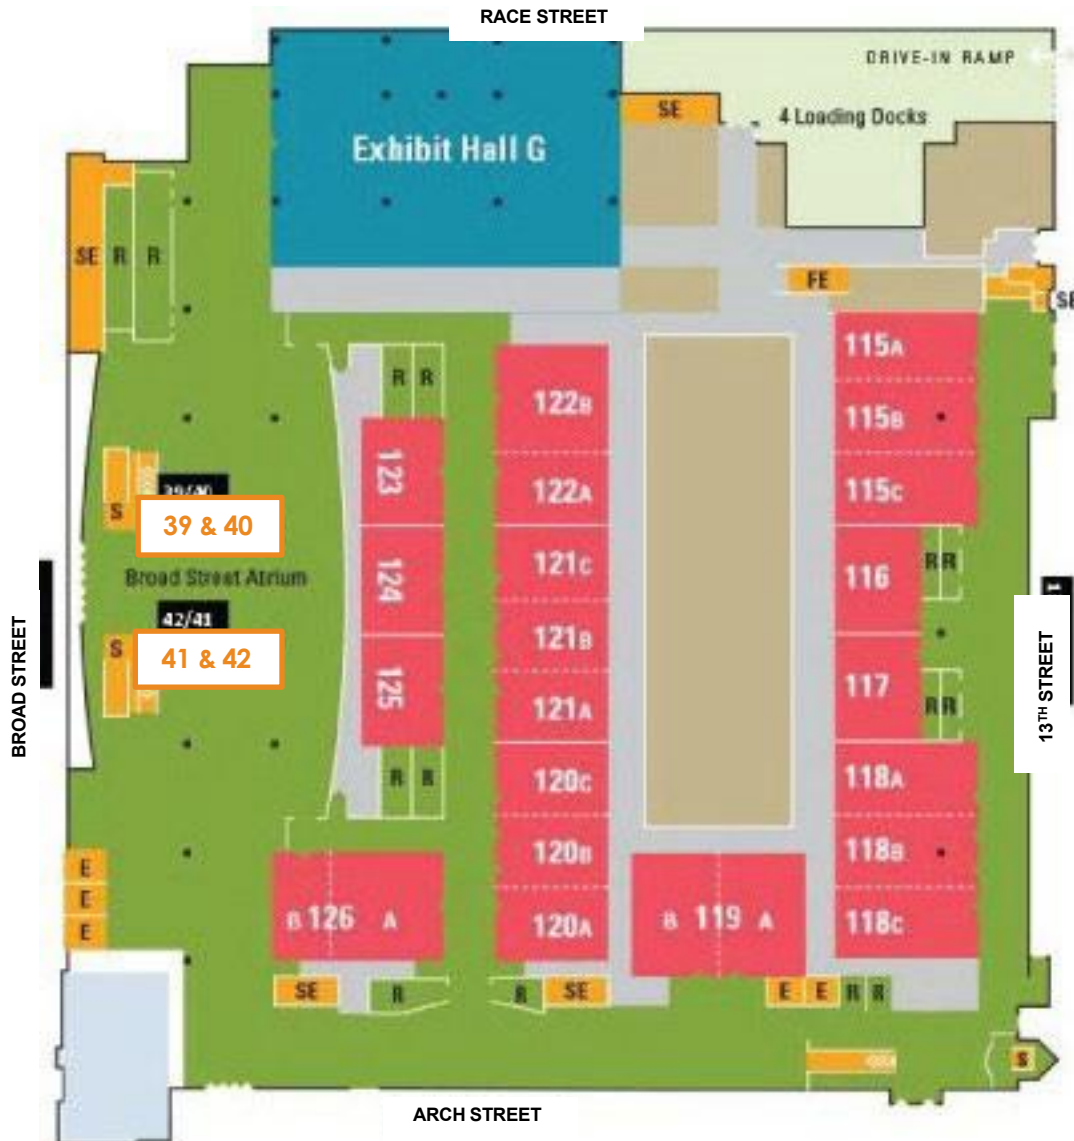 RACE STREET
DRIVE-IN RAMP
SE
4 Loading Docks
Exhibit Hall G
SE
R
R
FE
SE
115A
R
R
122B
115B
123
122A
115C
39/40
S
39 & 40
121C
116
R
R
Broad Street Atrium
124
42/41
121B
S
41 & 42
BROAD STREET
125
121A
117
R
R
13TH STREET
R
R
120C
118A
120B
118B
E
E
E
B 126 A
120A
B 119 A
118C
SE
R
R
SE
E
E
R
R
S
ARCH STREET